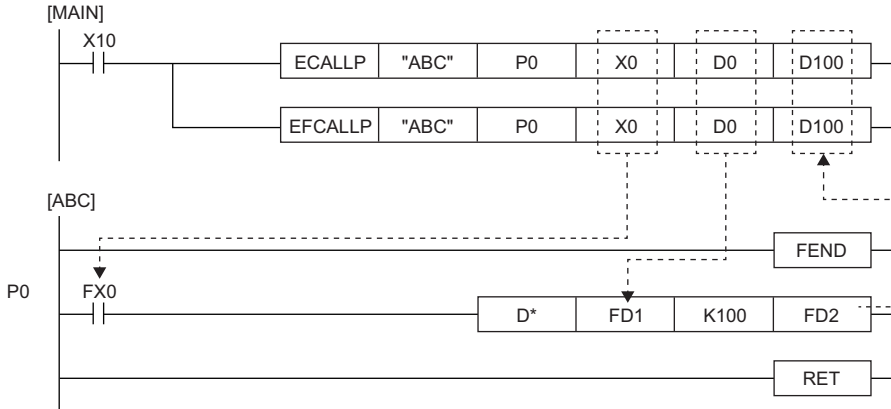 [MAIN]
X10
ECALLP "ABC" P0 X0 D0 D100
EFCALLP "ABC" P0 X0 D0 D100
[ABC]
FEND
P0 FX0
D* FD1 K100 FD2
RET